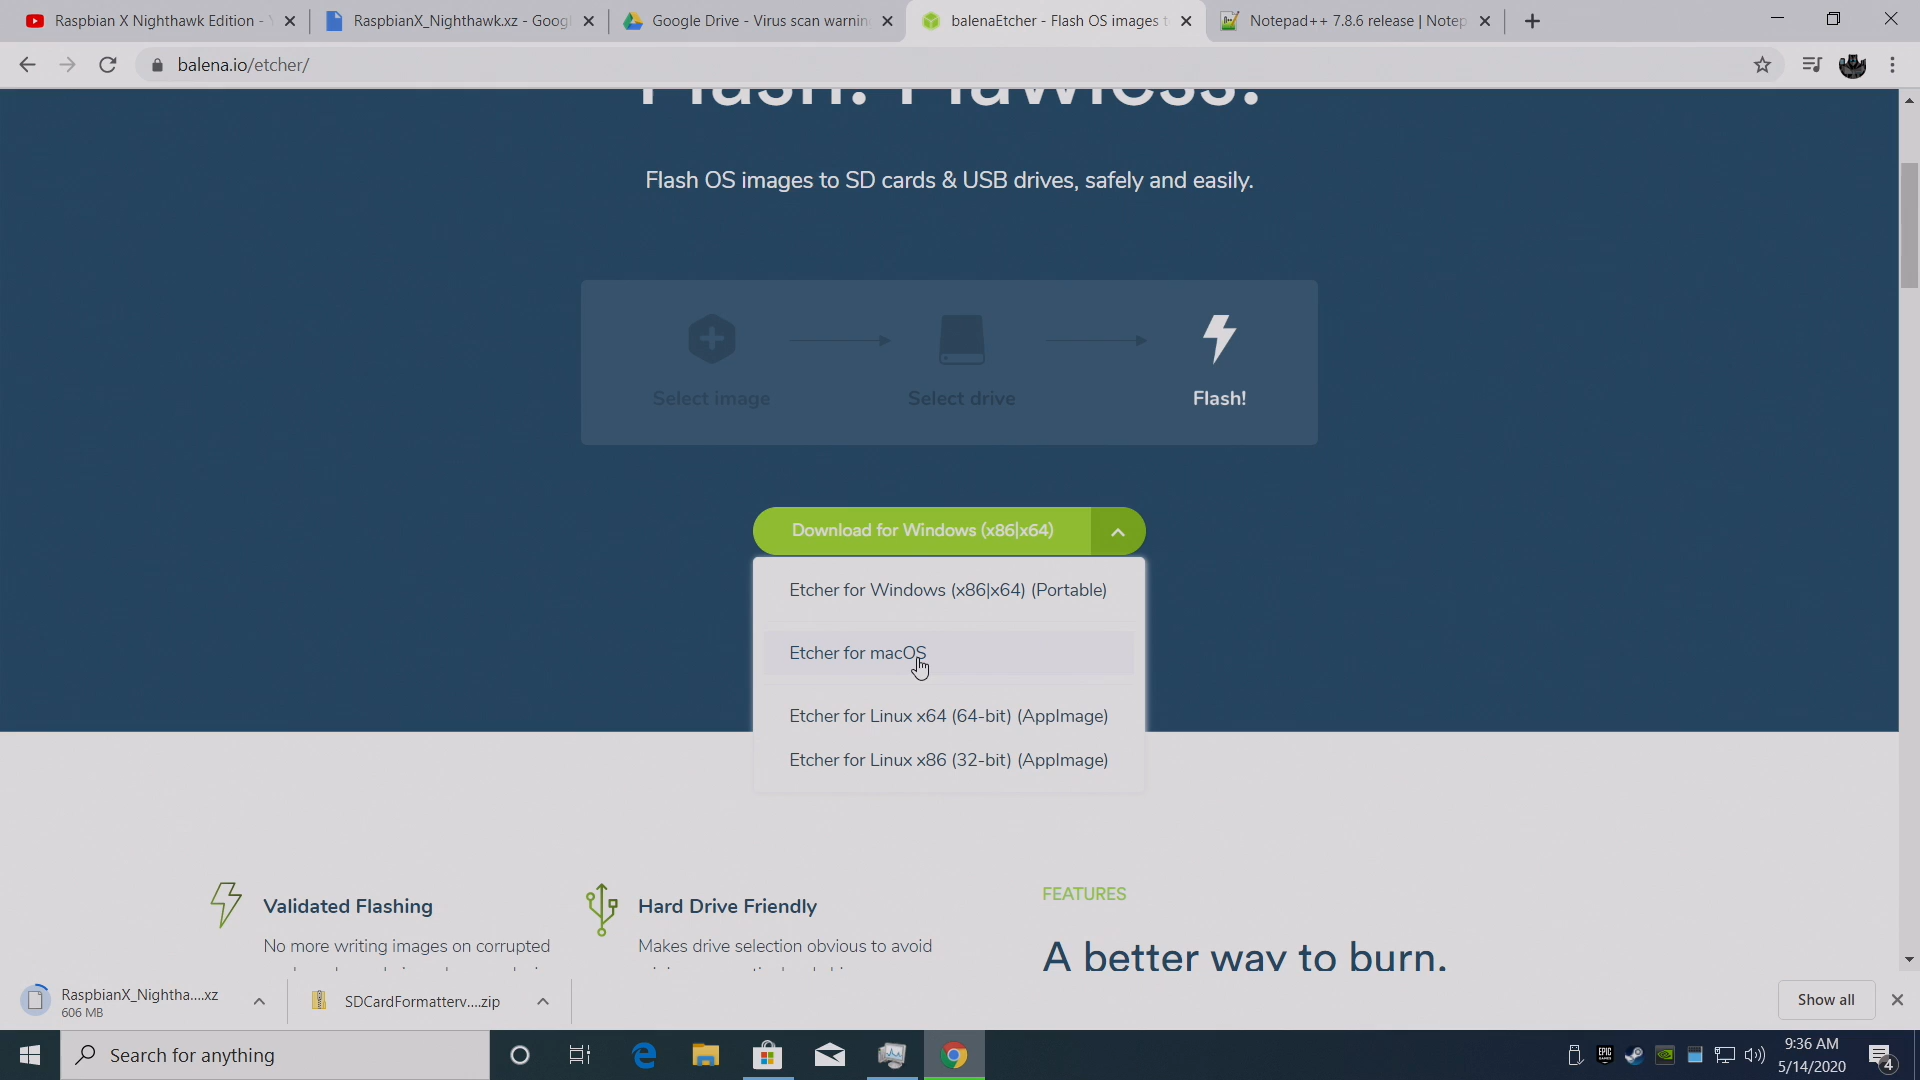 Raspbian X Nighthawk Edition -
RaspbianX_Nighthawk.xz - Goog
Google Drive - Virus scan warnin
balenaEtcher - Flash OS images t
Notepad++ 7.8.6 release | Notep
balena.io/etcher/
Flash. Flawless.
Flash OS images to SD cards & USB drives, safely and easily.
Select image
Select drive
Flash!
Download for Windows (x86|x64)
Etcher for Windows (x86|x64) (Portable)
Etcher for macOS
Etcher for Linux x64 (64-bit) (AppImage)
Etcher for Linux x86 (32-bit) (AppImage)
Validated Flashing
No more writing images on corrupted
Hard Drive Friendly
Makes drive selection obvious to avoid
FEATURES
A better way to burn.
RaspbianX_Nightha....xz
606 MB
SDCardFormatterv....zip
Show all
Search for anything
EPIC GAMES
9:36 AM
5/14/2020
4